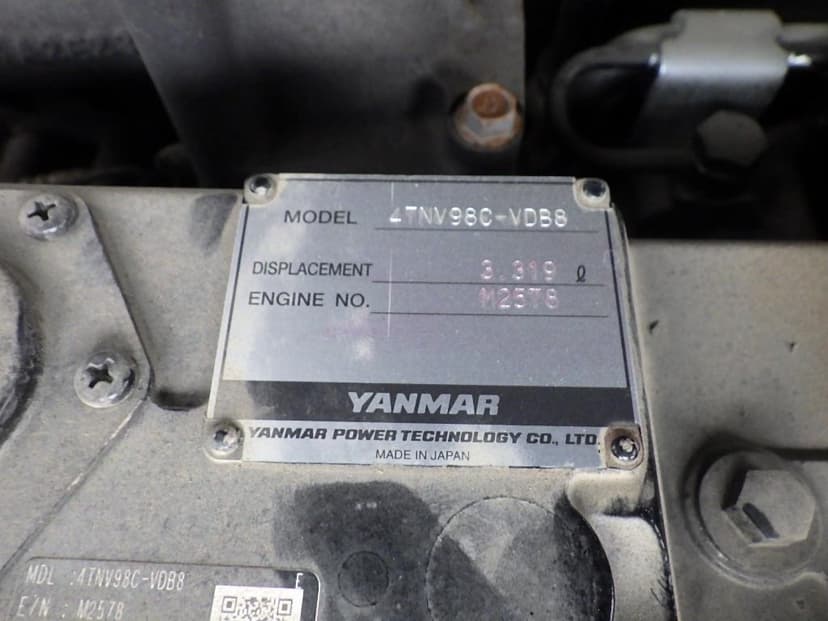 MODEL 4TNV98C-VDB8
DISPLACEMENT 3.319 ℓ
ENGINE NO. M2578
YANMAR
YANMAR POWER TECHNOLOGY CO., LTD.
MADE IN JAPAN
MDL :4TNV98C-VDB8 E
E/N : M2578